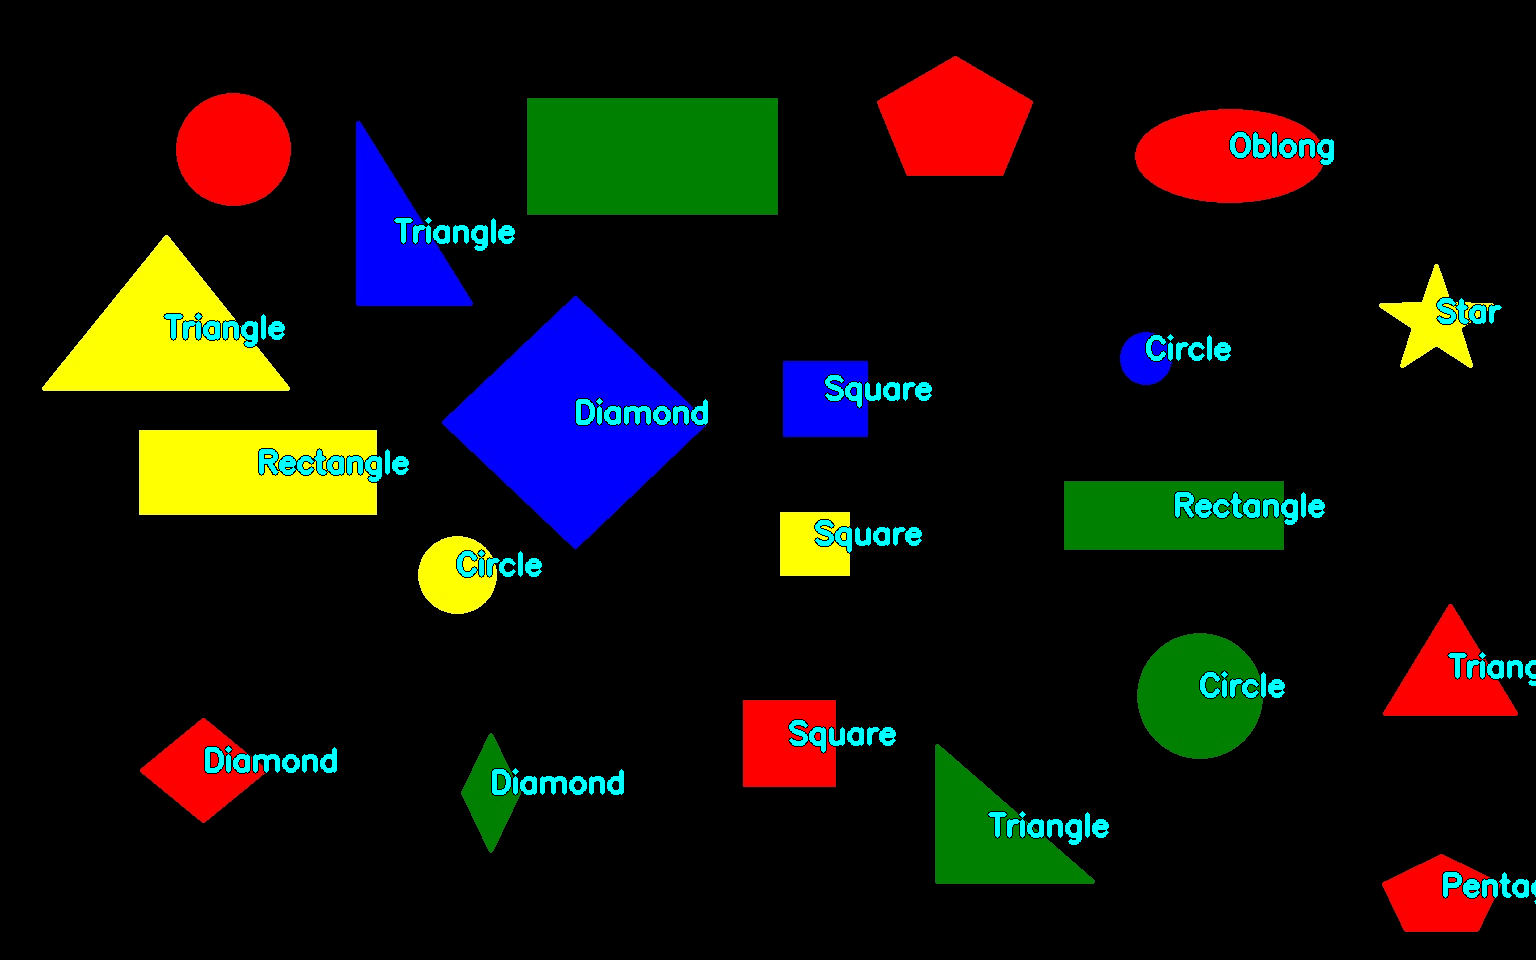 Oblong
Triangle
Star
Triangle
Circle
Square
Diamond
Rectangle
Rectangle
Square
Circle
Triang
Circle
Square
Diamond
Diamond
Triangle
Pentag